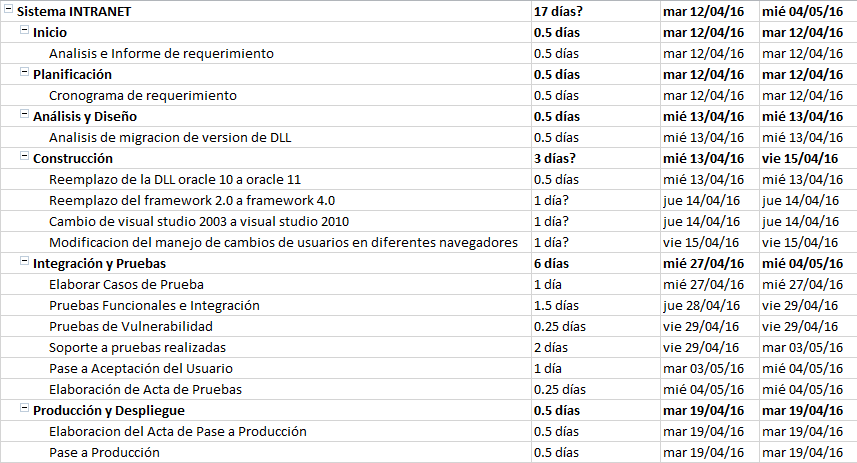 Sistema INTRANET 17 días? mar 12/04/16 mié 04/05/16
Inicio 0.5 días mar 12/04/16 mar 12/04/16
Analisis e Informe de requerimiento 0.5 días mar 12/04/16 mar 12/04/16
Planificación 0.5 días mar 12/04/16 mar 12/04/16
Cronograma de requerimiento 0.5 días mar 12/04/16 mar 12/04/16
Análisis y Diseño 0.5 días mié 13/04/16 mié 13/04/16
Analisis de migracion de version de DLL 0.5 días mié 13/04/16 mié 13/04/16
Construcción 3 días? mié 13/04/16 vie 15/04/16
Reemplazo de la DLL oracle 10 a oracle 11 0.5 días mié 13/04/16 mié 13/04/16
Reemplazo del framework 2.0 a framework 4.0 1 día? jue 14/04/16 jue 14/04/16
Cambio de visual studio 2003 a visual studio 2010 1 día? jue 14/04/16 jue 14/04/16
Modificacion del manejo de cambios de usuarios en diferentes navegadores 1 día? vie 15/04/16 vie 15/04/16
Integración y Pruebas 6 días mié 27/04/16 mié 04/05/16
Elaborar Casos de Prueba 1 día mié 27/04/16 mié 27/04/16
Pruebas Funcionales e Integración 1.5 días jue 28/04/16 vie 29/04/16
Pruebas de Vulnerabilidad 0.25 días vie 29/04/16 vie 29/04/16
Soporte a pruebas realizadas 2 días vie 29/04/16 mar 03/05/16
Pase a Aceptación del Usuario 1 día mar 03/05/16 mié 04/05/16
Elaboración de Acta de Pruebas 0.25 días mié 04/05/16 mié 04/05/16
Producción y Despliegue 0.5 días mar 19/04/16 mar 19/04/16
Elaboracion del Acta de Pase a Producción 0.5 días mar 19/04/16 mar 19/04/16
Pase a Producción 0.5 días mar 19/04/16 mar 19/04/16